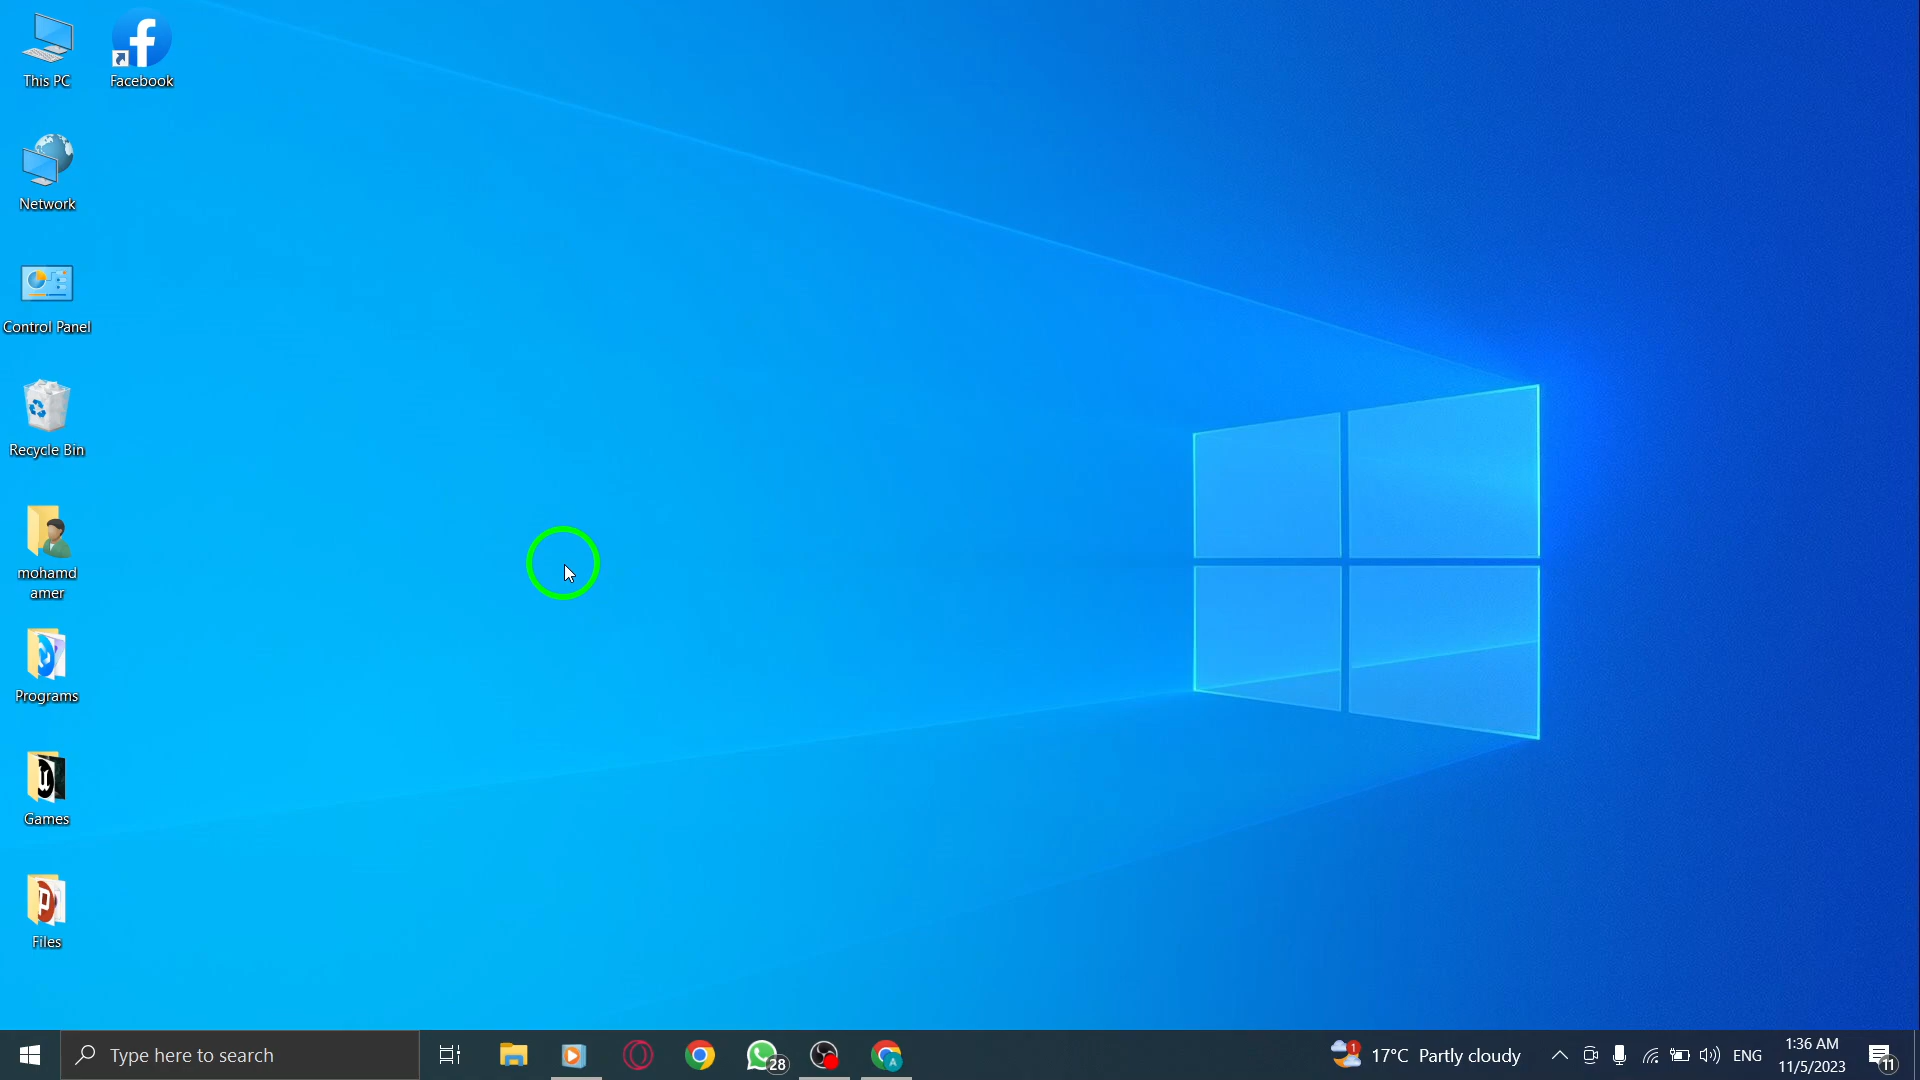 This PC
Facebook
Network
Control Panel
Recycle Bin
mohamd
amer
Programs
Games
Files
Type here to search
28
1
17°C Partly cloudy
ENG
1:36 AM
11/5/2023
11